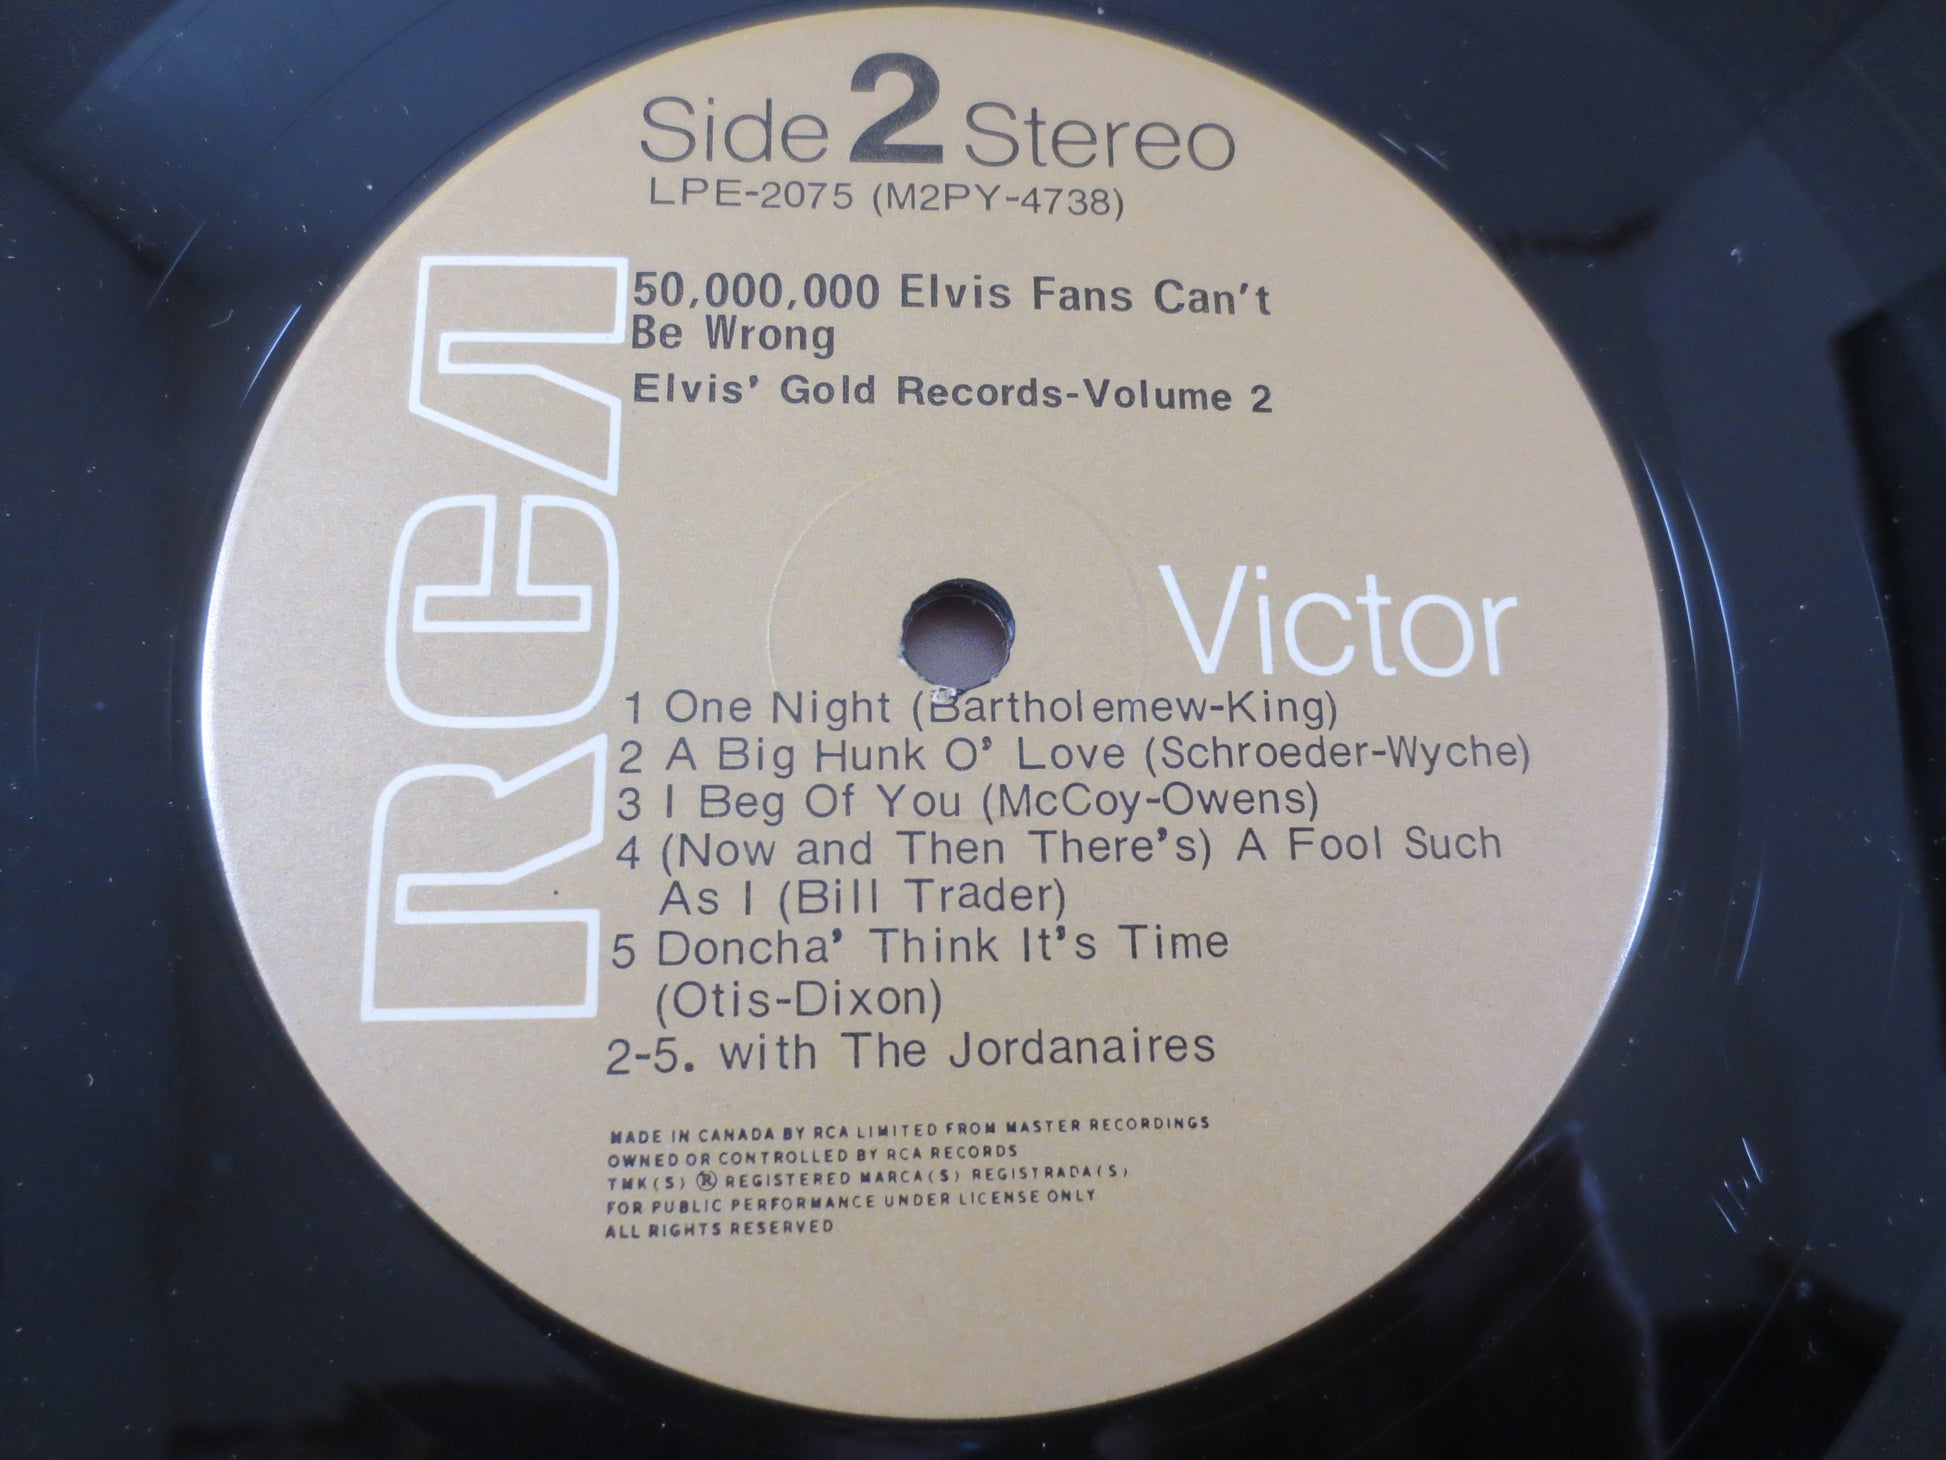 Side 2 Stereo
LPE-2075 (M2PY-4738)
50,000,000 Elvis Fans Can't
Be Wrong
Elvis' Gold Records-Volume 2
RCA
Victor
1 One Night (Bartholemew-King)
2 A Big Hunk O' Love (Schroeder-Wyche)
3 I Beg Of You (McCoy-Owens)
4 (Now and Then There's) A Fool Such
As I (Bill Trader)
5 Doncha' Think It's Time
(Otis-Dixon)
2-5. with The Jordanaires
MADE IN CANADA BY RCA LIMITED FROM MASTER RECORDINGS
OWNED OR CONTROLLED BY RCA RECORDS
TMK(S) ® REGISTERED MARCA(S) REGISTRADA(S)
FOR PUBLIC PERFORMANCE UNDER LICENSE ONLY
ALL RIGHTS RESERVED.